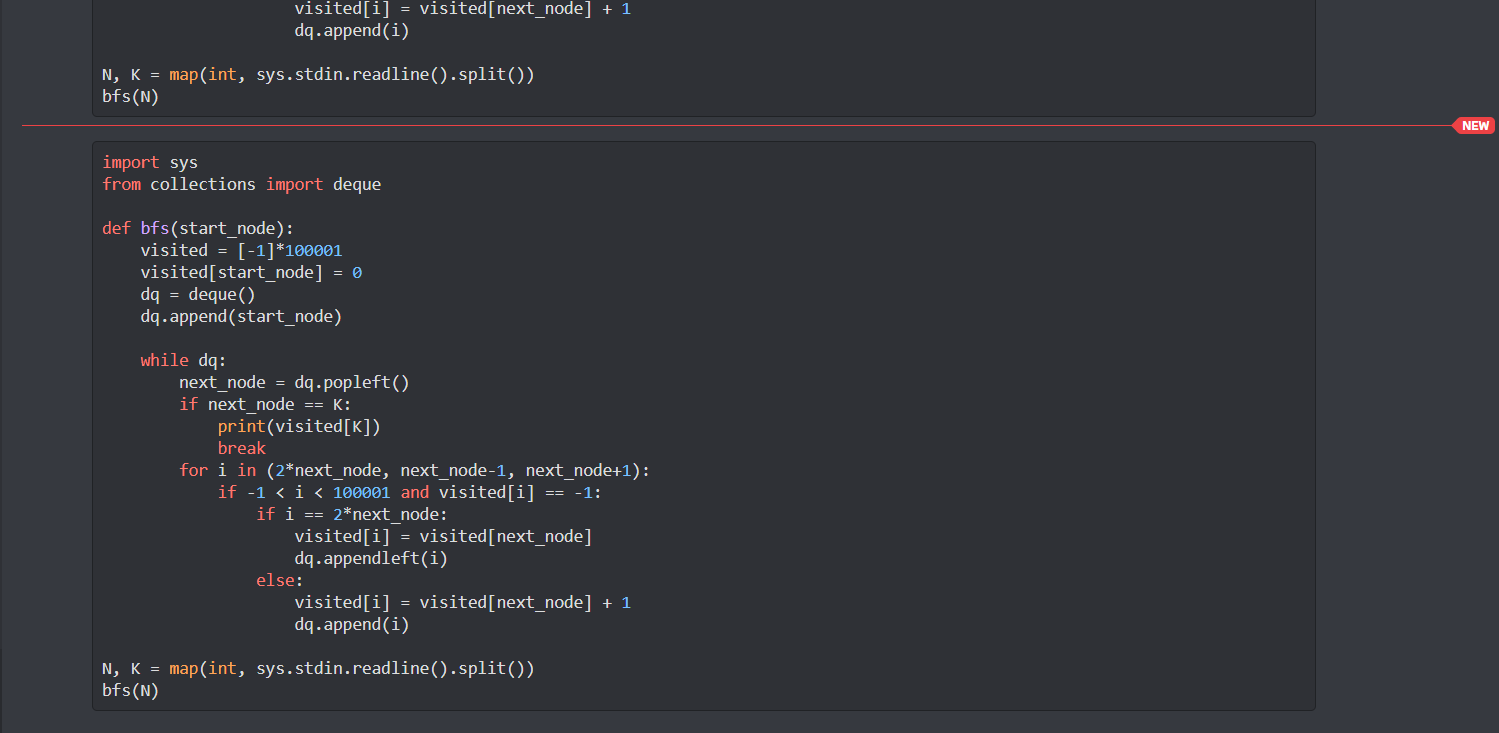 visited[i] = visited[next_node] + 1
            dq.append(i)
N, K = map(int, sys.stdin.readline().split())
bfs(N)
NEW
import sys
from collections import deque
def bfs(start_node):
    visited = [-1]*100001
    visited[start_node] = 0
    dq = deque()
    dq.append(start_node)
    while dq:
        next_node = dq.popleft()
        if next_node == K:
            print(visited[K])
            break
        for i in (2*next_node, next_node-1, next_node+1):
            if -1 < i < 100001 and visited[i] == -1:
                if i == 2*next_node:
                    visited[i] = visited[next_node]
                    dq.appendleft(i)
                else:
                    visited[i] = visited[next_node] + 1
                    dq.append(i)
N, K = map(int, sys.stdin.readline().split())
bfs(N)